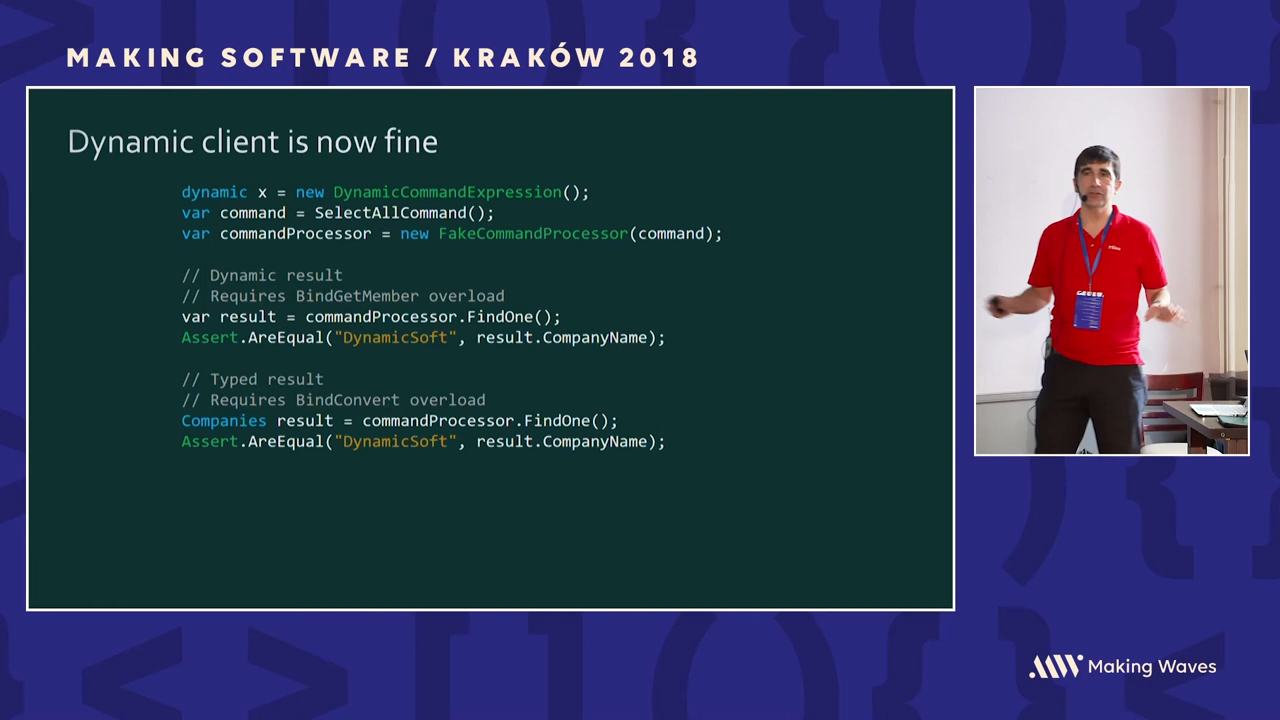 MAKING SOFTWARE / KRAKÓW 2018
Dynamic client is now fine
dynamic x = new DynamicCommandExpression();
var command = SelectAllCommand();
var commandProcessor = new FakeCommandProcessor(command);
// Dynamic result
// Requires BindGetMember overload
var result = commandProcessor.FindOne();
Assert.AreEqual("DynamicSoft", result.CompanyName);
// Typed result
// Requires BindConvert overload
Companies result = commandProcessor.FindOne();
Assert.AreEqual("DynamicSoft", result.CompanyName);
Making Waves